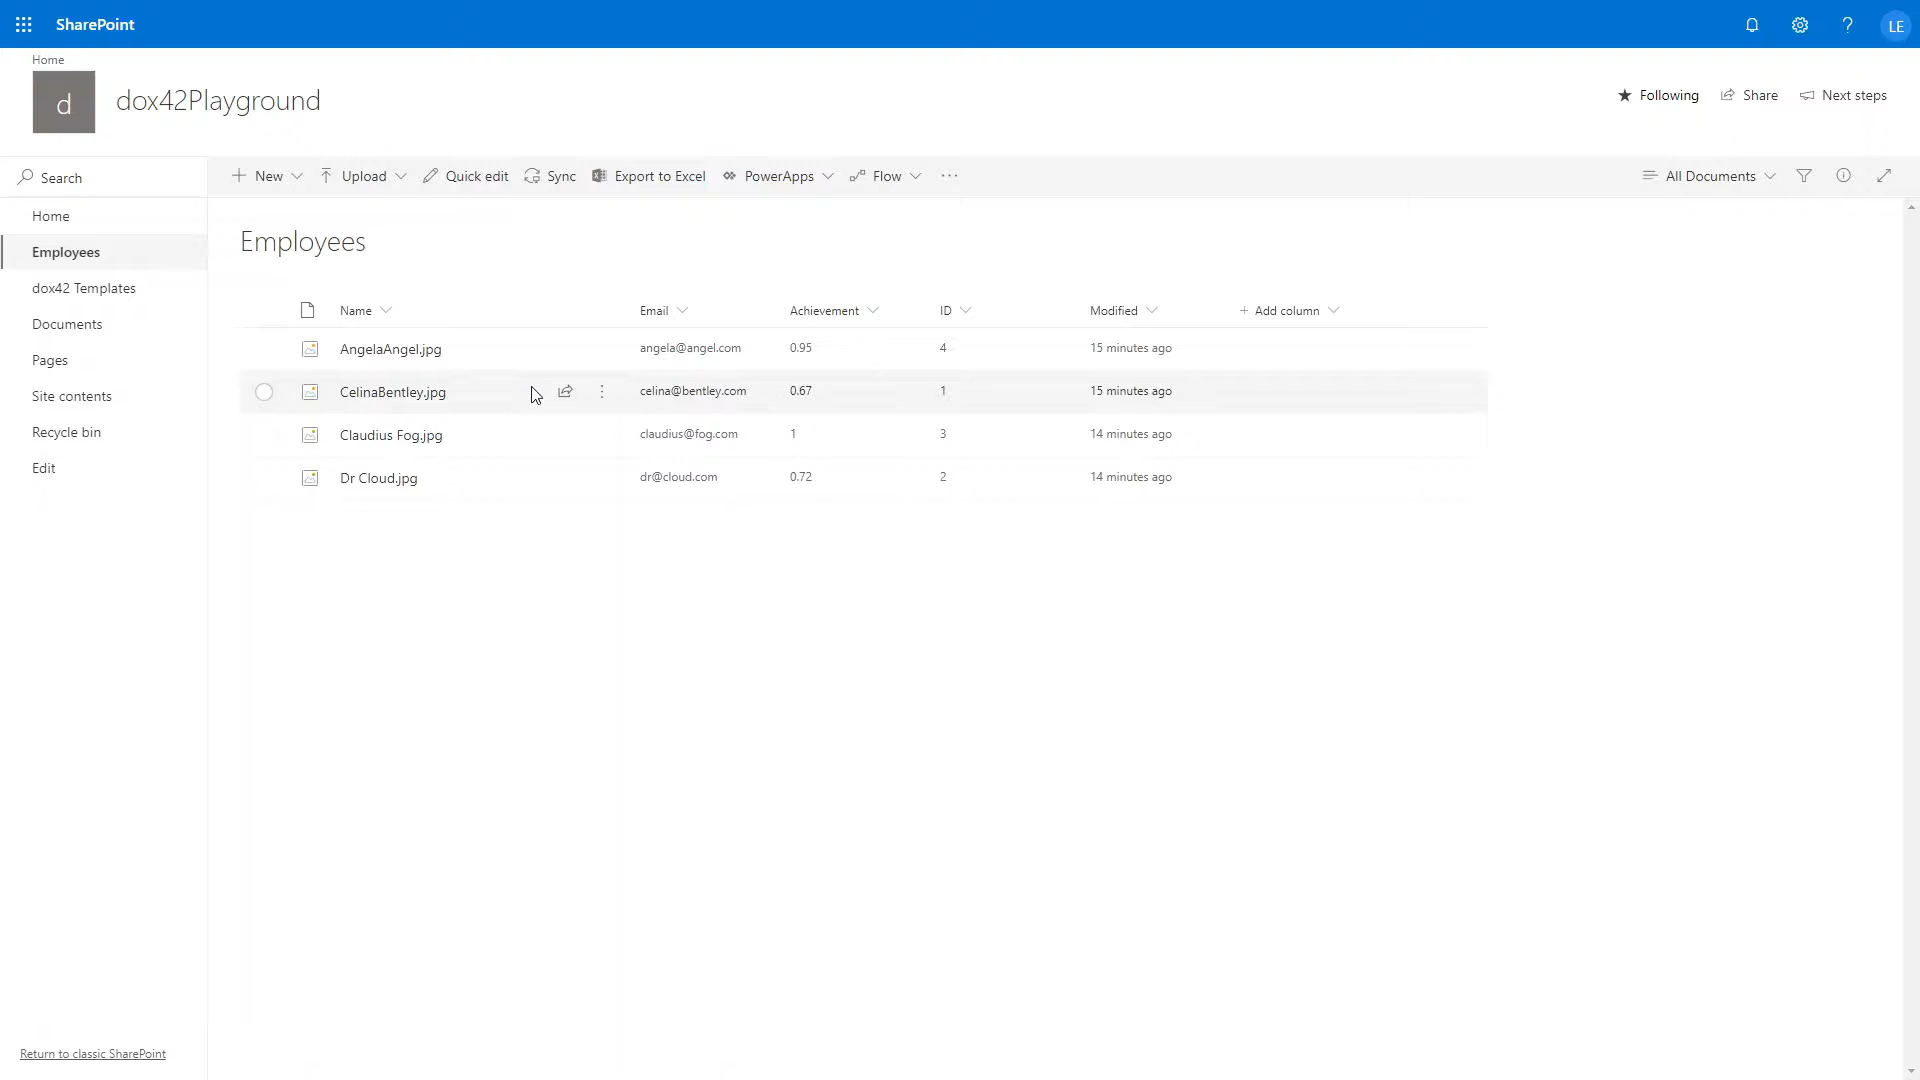 SharePoint
LE
Home
d
dox42Playground
Following
Share
Next steps
Search
New
Upload
Quick edit
Sync
Export to Excel
PowerApps
Flow
All Documents
Home
Employees
dox42 Templates
Documents
Pages
Site contents
Recycle bin
Edit
Employees
Name Email Achievement ID Modified + Add column
AngelaAngel.jpg angela@angel.com 0.95 4 15 minutes ago
CelinaBentley.jpg celina@bentley.com 0.67 1 15 minutes ago
Claudius Fog.jpg claudius@fog.com 1 3 14 minutes ago
Dr Cloud.jpg dr@cloud.com 0.72 2 14 minutes ago
Return to classic SharePoint